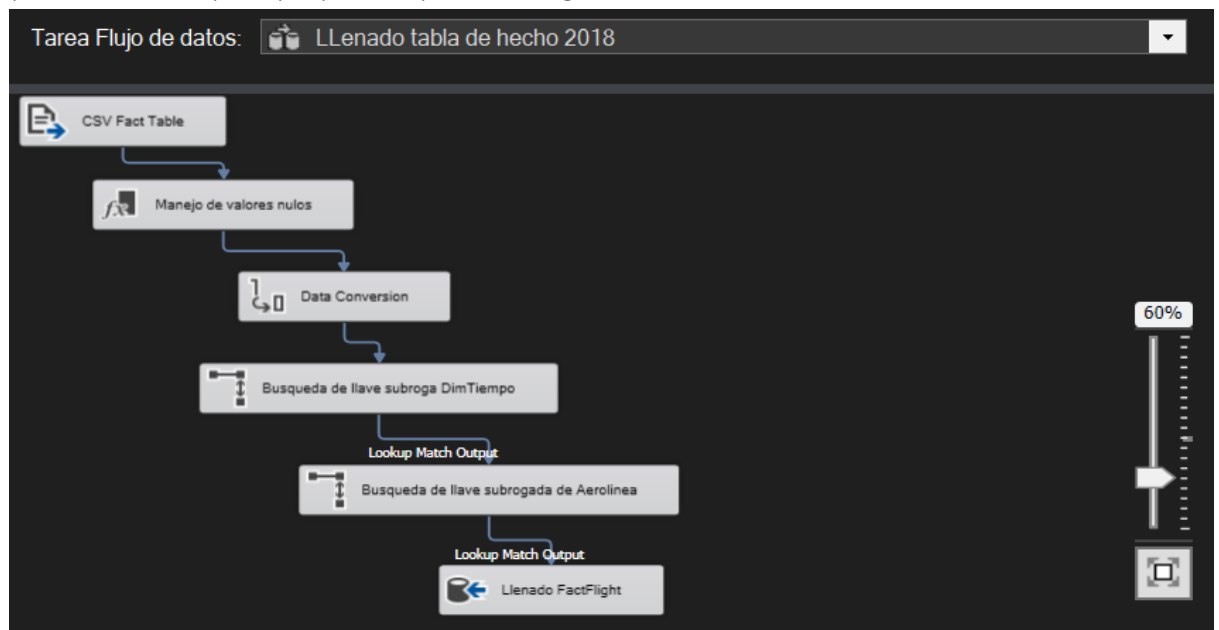 Tarea Flujo de datos: LLenado tabla de hecho 2018
CSV Fact Table
Manejo de valores nulos
Data Conversion
60%
Busqueda de llave subroga DimTiempo
Lookup Match Output
Busqueda de llave subrogada de Aerolinea
Lookup Match Output
Llenado FactFlight